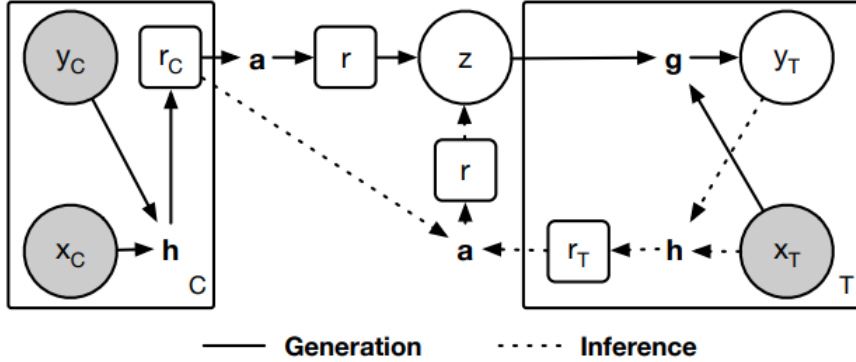 y_C r_C a r z g y_T
r
x_C h a r_T h x_T
C T
Generation Inference